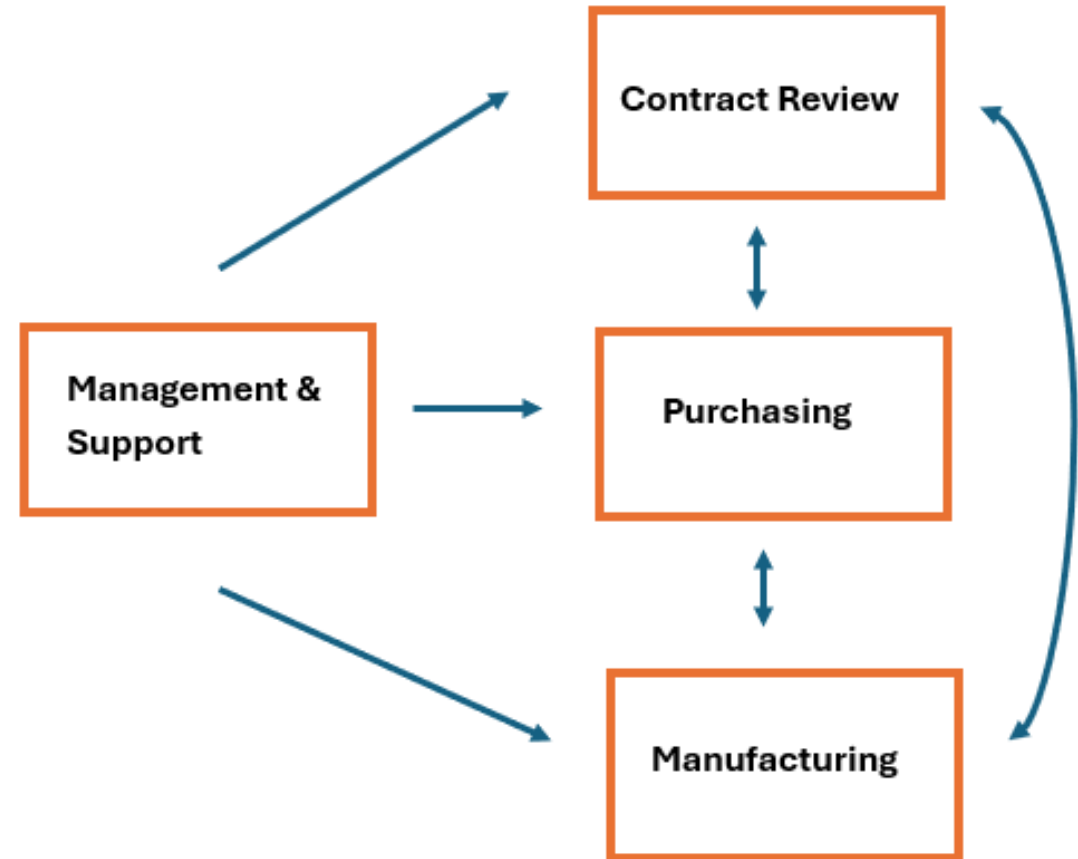 Contract Review
Management &
Support
Purchasing
Manufacturing